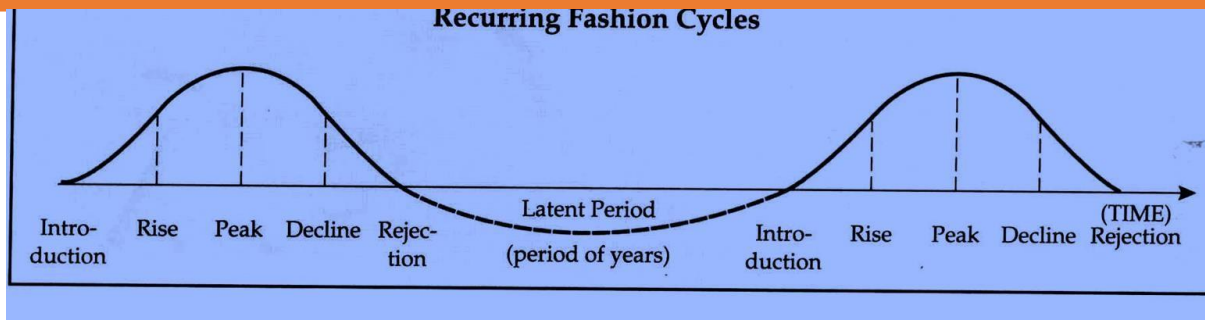 Recurring Fashion Cycles
Latent Period
(period of years)
(TIME)
Intro-
duction
Rise
Peak
Decline
Rejec-
tion
Intro-
duction
Rise
Peak
Decline
Rejection